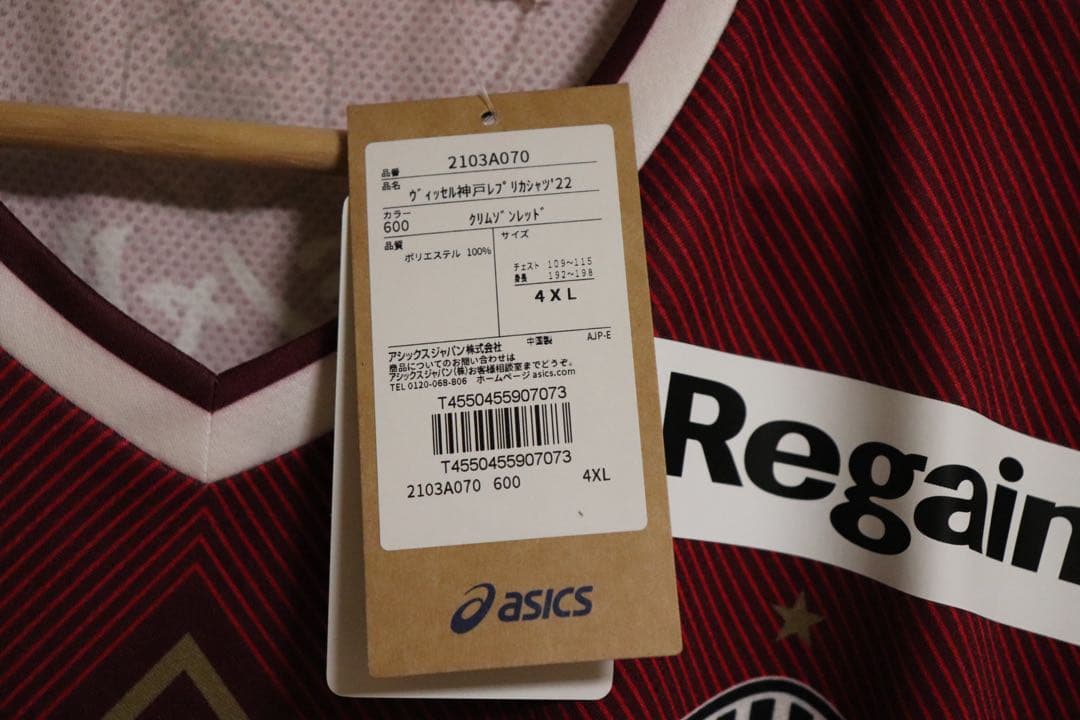 品番 2103A070
品名 ヴィッセル神戸レプリカシャツ'22
カラー
600 クリムゾンレッド
品質
ポリエステル 100%
サイズ
チェスト 109~115
身長 192~198
4XL
アシックスジャパン株式会社 中国製 AJP-E
商品についてのお問い合わせは
アシックスジャパン(株)お客様相談室までどうぞ。
TEL 0120-068-806 ホームページ asics.com
T4550455907073
T4550455907073
2103A070 600 4XL
asics
Regain